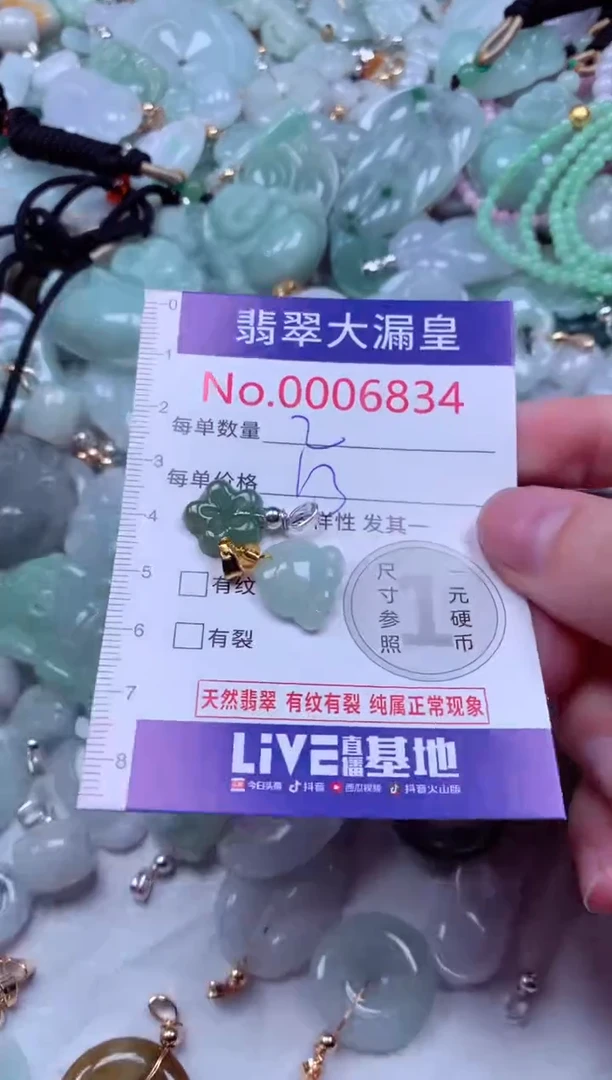 0
1
2
3
4
5
6
7
8
翡翠大漏皇
No.0006834
每单数量 2
每单价格
样性 发其一
有纹
有裂
尺寸参照
1
一元硬币
天然翡翠 有纹有裂 纯属正常现象
LiVE直播基地
今日头条 抖音 西瓜视频 抖音火山版